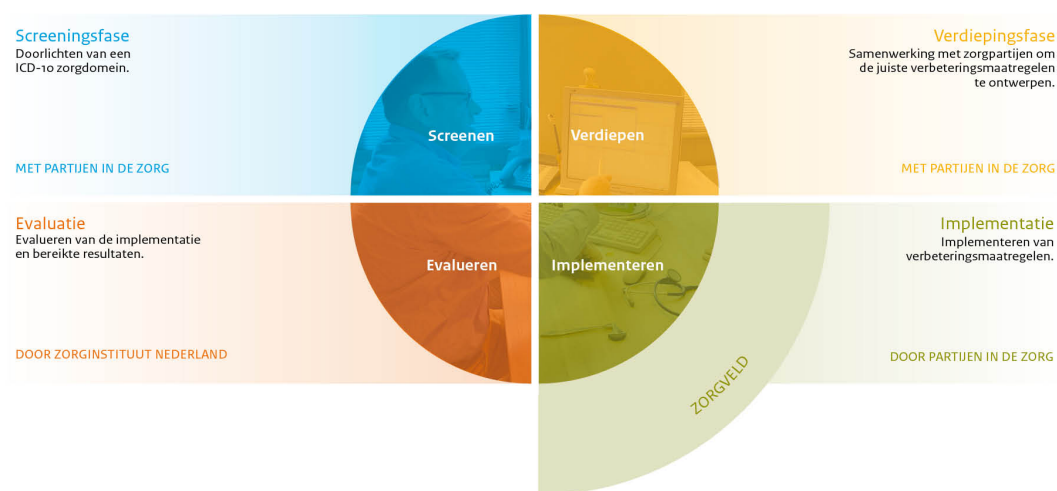 Screeningsfase
Doorlichten van een
ICD-10 zorgdomein.
MET PARTIJEN IN DE ZORG
Screenen
Verdiepen
Verdiepingsfase
Samenwerking met zorgpartijen om
de juiste verbeteringsmaatregelen
te ontwerpen.
MET PARTIJEN IN DE ZORG
Evaluatie
Evalueren van de implementatie
en bereikte resultaten.
DOOR ZORGINSTITUUT NEDERLAND
Evalueren
Implementeren
Implementatie
Implementeren van
verbeteringsmaatregelen.
DOOR PARTIJEN IN DE ZORG
ZORGVELD